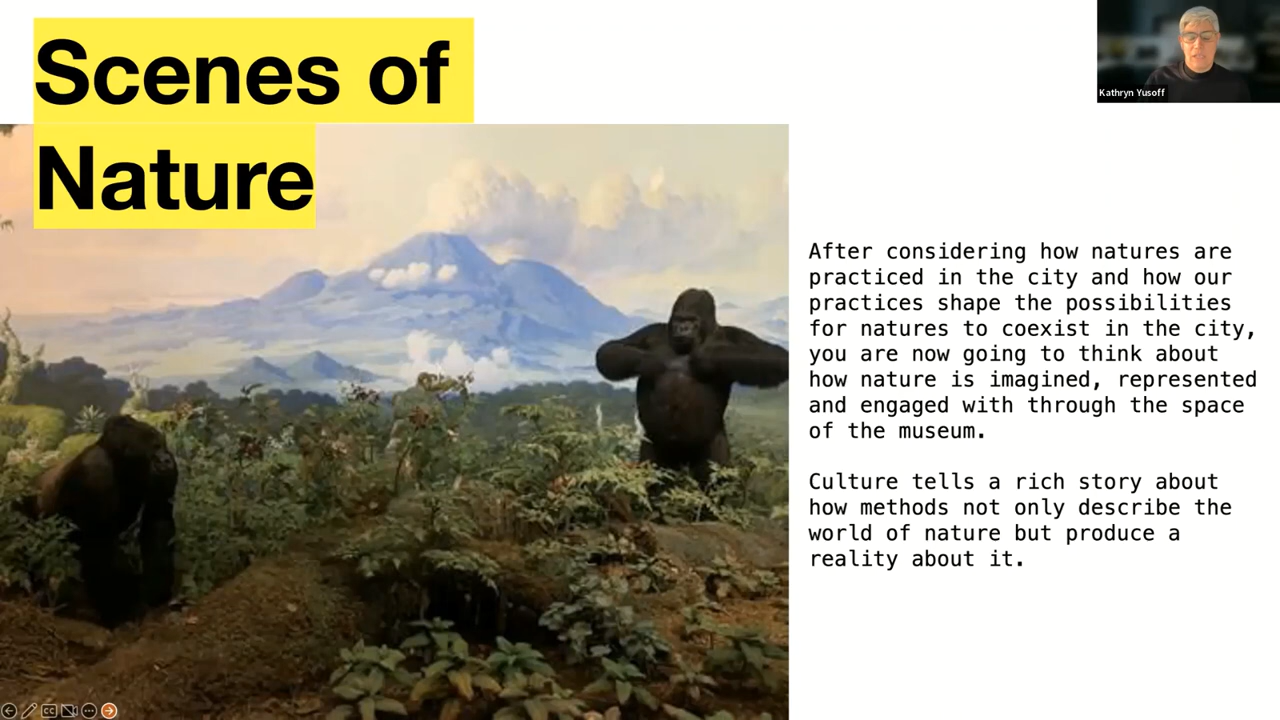 Scenes of
Nature
Kathryn Yusoff
After considering how natures are
practiced in the city and how our
practices shape the possibilities
for natures to coexist in the city,
you are now going to think about
how nature is imagined, represented
and engaged with through the space
of the museum.
Culture tells a rich story about
how methods not only describe the
world of nature but produce a
reality about it.
CC